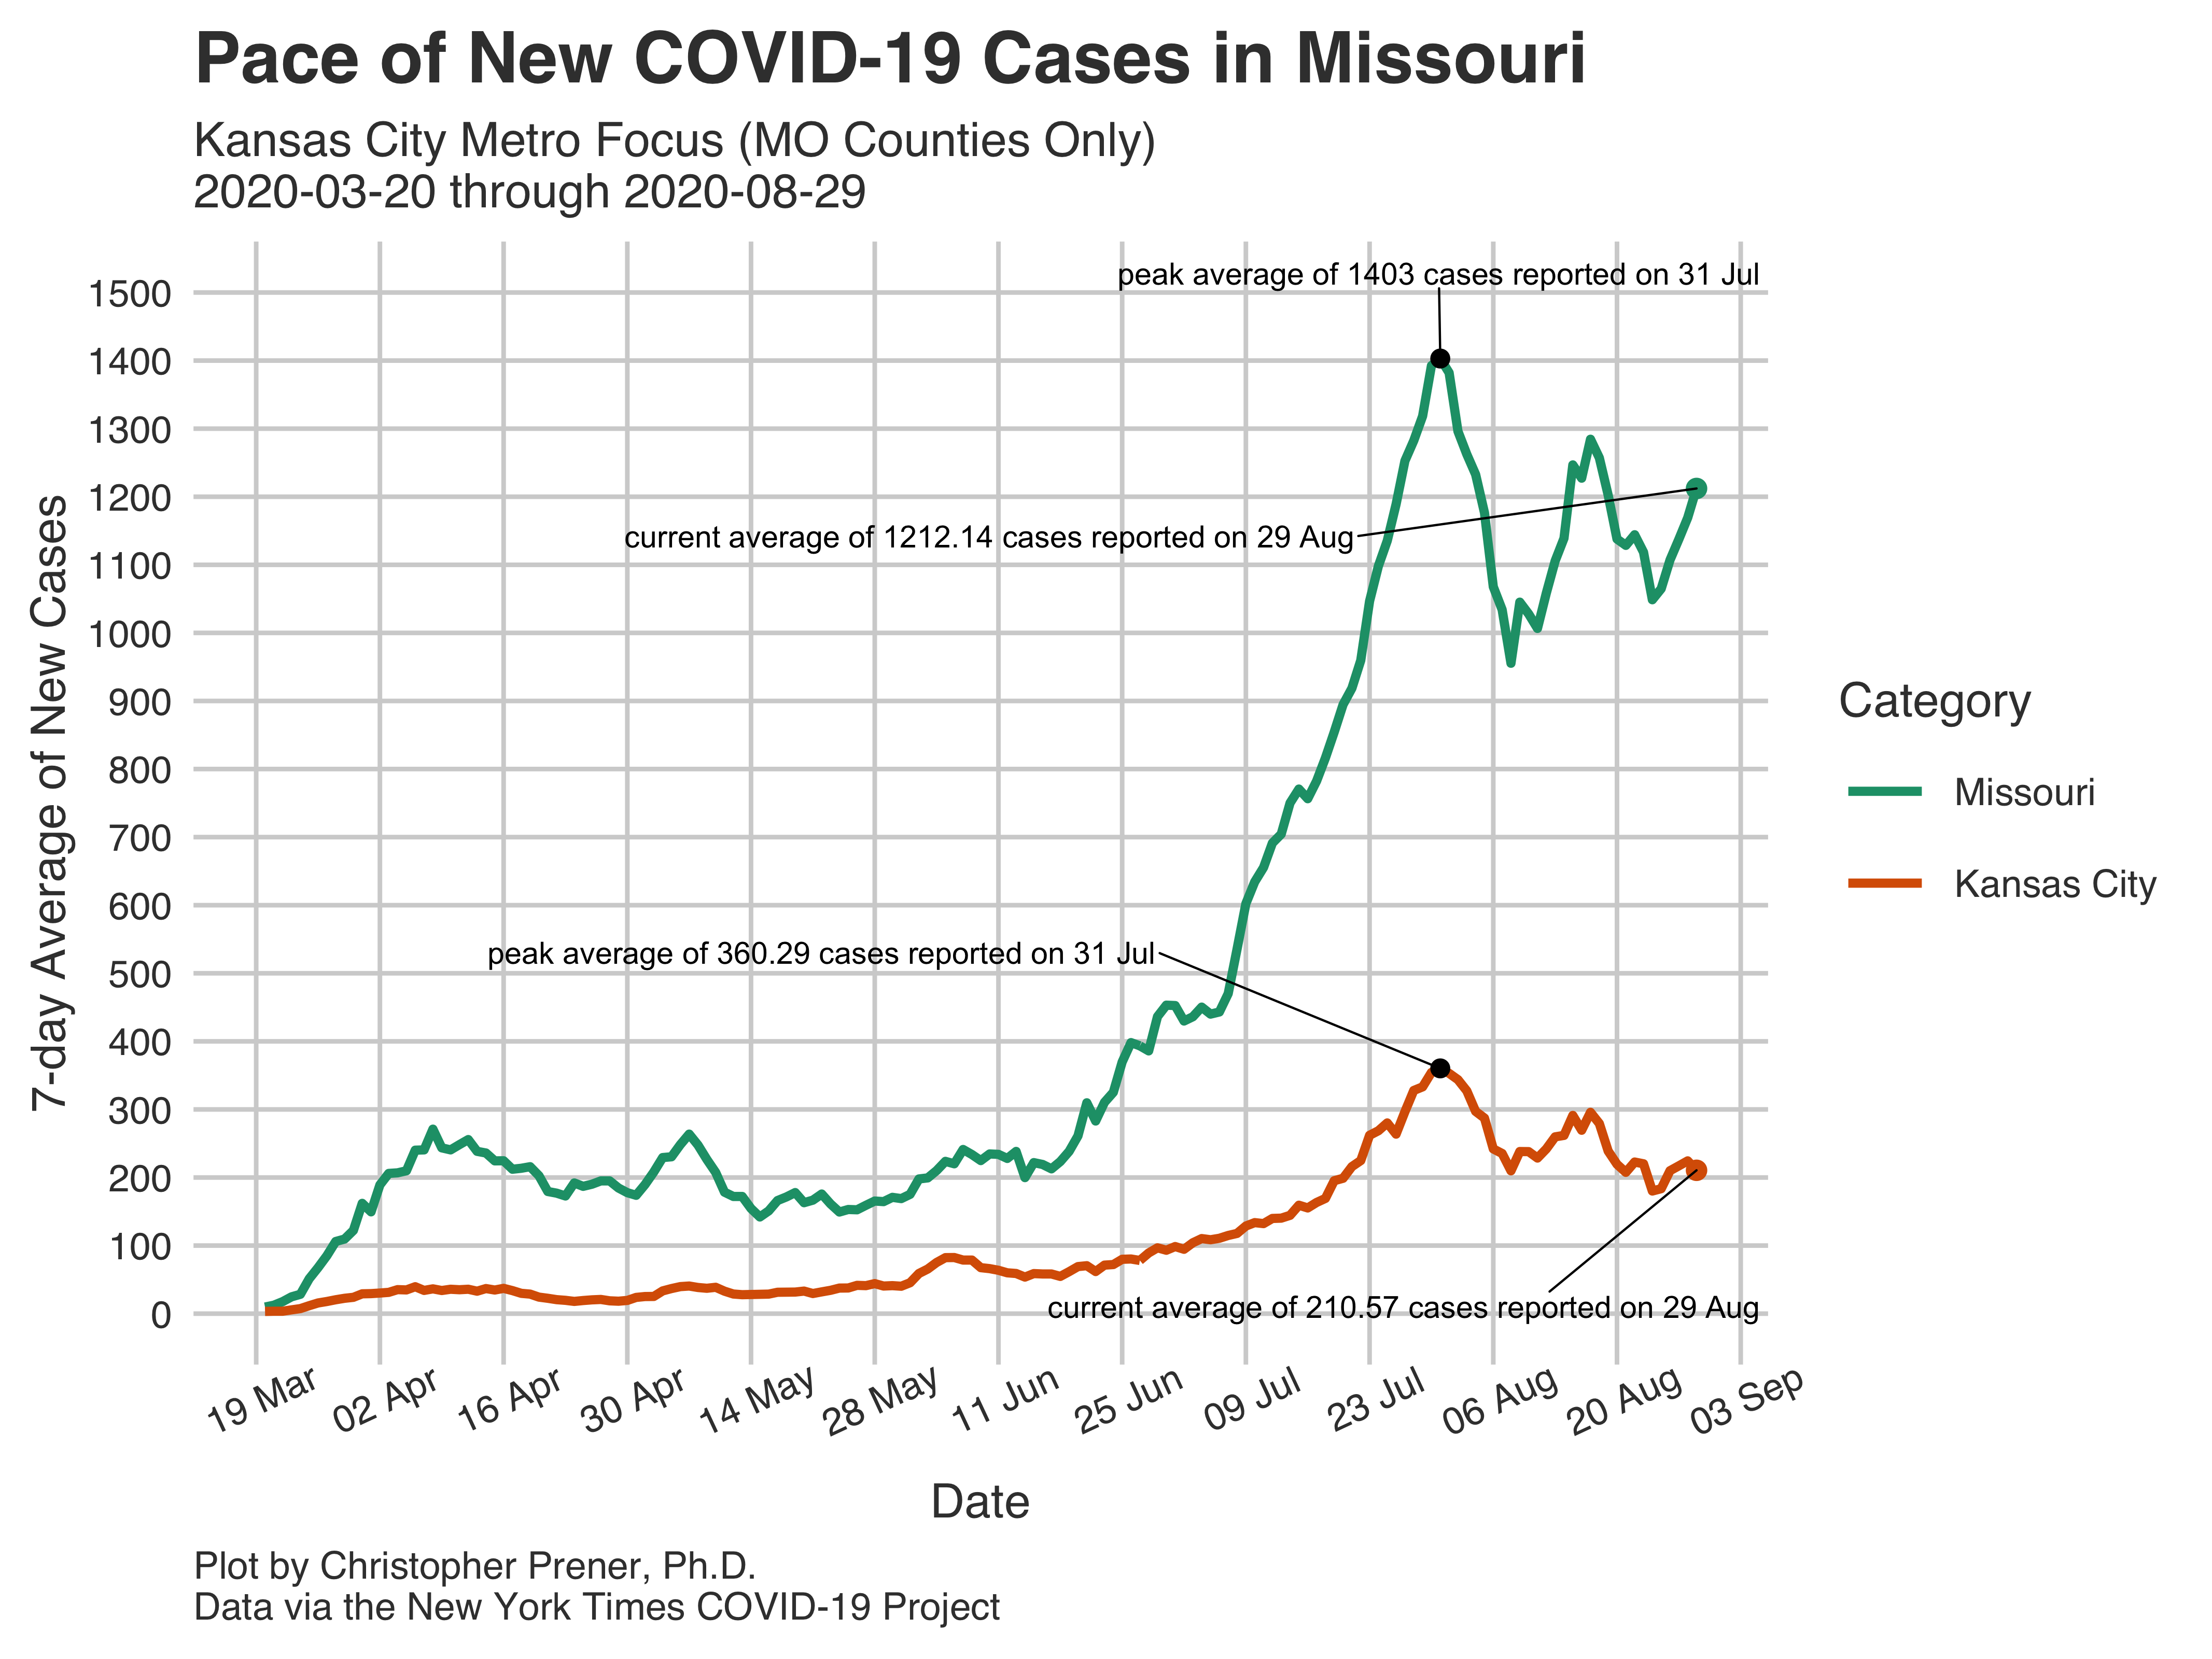 Pace of New COVID-19 Cases in Missouri
Kansas City Metro Focus (MO Counties Only)
2020-03-20 through 2020-08-29
7-day Average of New Cases
1500
1400
1300
1200
1100
1000
900
800
700
600
500
400
300
200
100
0
peak average of 1403 cases reported on 31 Jul
current average of 1212.14 cases reported on 29 Aug
peak average of 360.29 cases reported on 31 Jul
current average of 210.57 cases reported on 29 Aug
19 Mar
02 Apr
16 Apr
30 Apr
14 May
28 May
11 Jun
25 Jun
09 Jul
23 Jul
06 Aug
20 Aug
03 Sep
Date
Category
Missouri
Kansas City
Plot by Christopher Prener, Ph.D.
Data via the New York Times COVID-19 Project